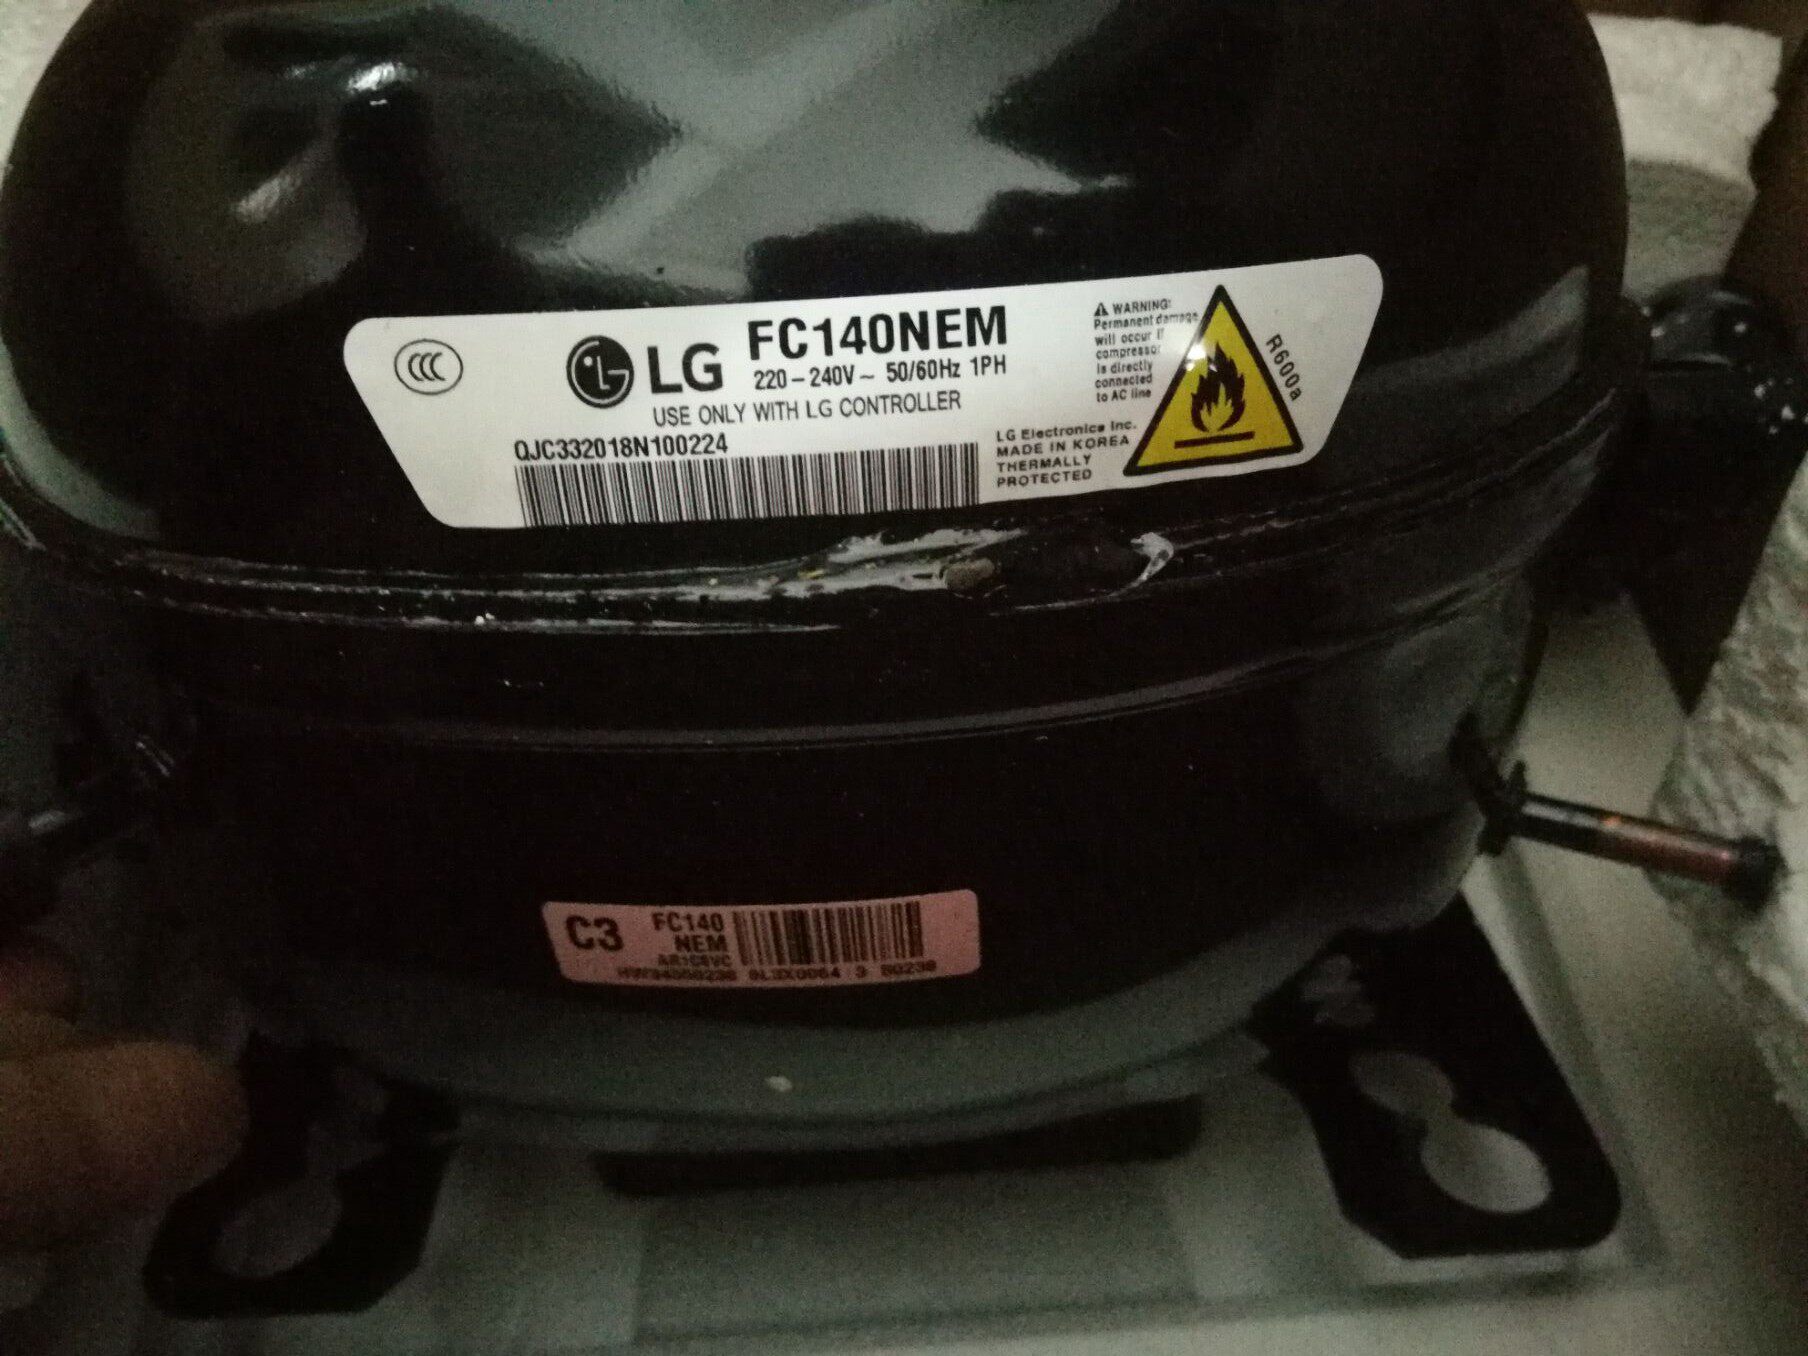 CCC
LG
FC140NEM
220-240V~ 50/60Hz 1PH
USE ONLY WITH LG CONTROLLER
QJC332018N100224
WARNING:
Permanent damage
will occur if
compressor
is directly
connected
to AC line
LG Electronics Inc.
MADE IN KOREA
THERMALLY
PROTECTED
R600a
C3
FC140
NEM